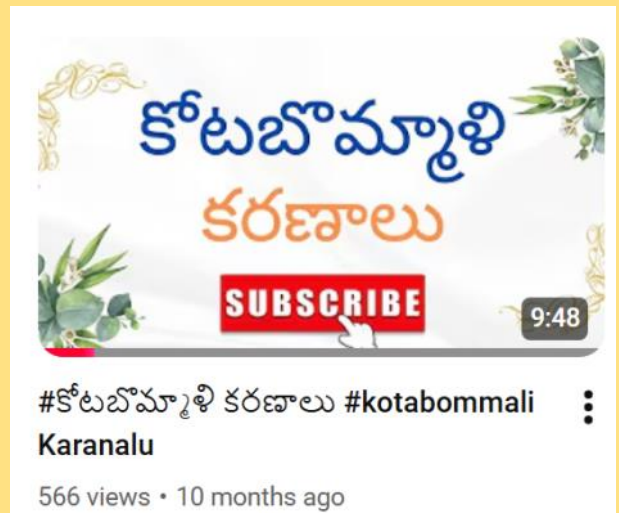 కోటబొమ్మాళి
కరణాలు
SUBSCRIBE
9:48
#కోటబొమ్మాళి కరణాలు #kotabommali
Karanalu
566 views • 10 months ago